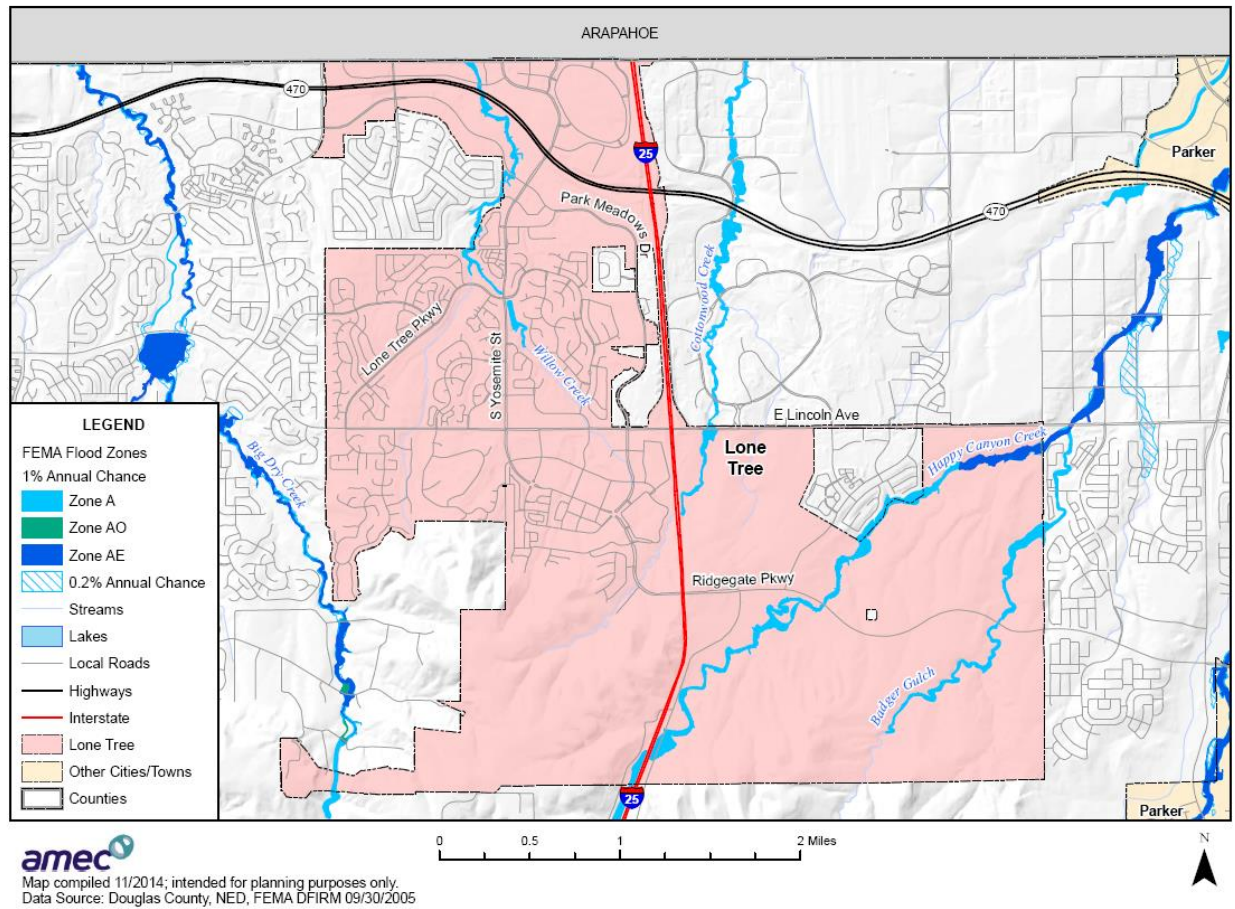 ARAPAHOE
470
25
Parker
Park Meadows Dr
470
Cottonwood Creek
Lone Tree Pkwy
S Yosemite St
Willow Creek
E Lincoln Ave
Lone
Tree
Happy Canyon Creek
Big Dry Creek
Ridgegate Pkwy
Badger Gulch
25
Parker
LEGEND
FEMA Flood Zones
1% Annual Chance
Zone A
Zone AO
Zone AE
0.2% Annual Chance
Streams
Lakes
Local Roads
Highways
Interstate
Lone Tree
Other Cities/Towns
Counties
amec
Map compiled 11/2014; intended for planning purposes only.
Data Source: Douglas County, NED, FEMA DFIRM 09/30/2005
0 0.5 1 2 Miles
N